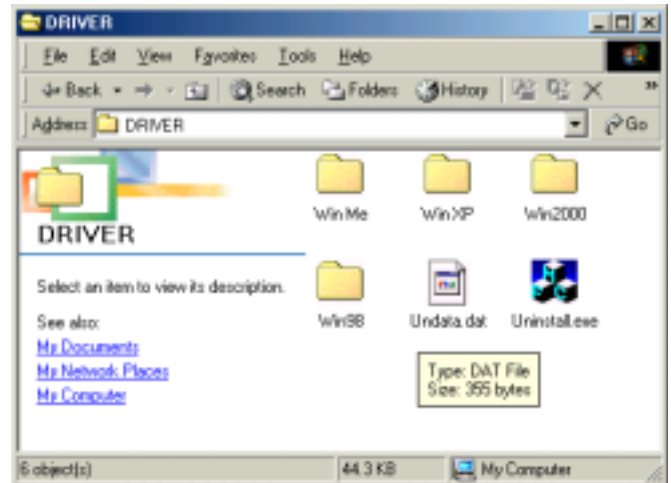 DRIVER
File Edit View Favorites Tools Help
Back Search Folders History
Address DRIVER Go
Win Me Win XP Win2000
DRIVER
Select an item to view its description.
Win98 Undata.dat Uninstall.exe
See also:
My Documents
My Network Places
My Computer
Type: DAT File
Size: 355 bytes
6 object(s) 44.3 KB My Computer